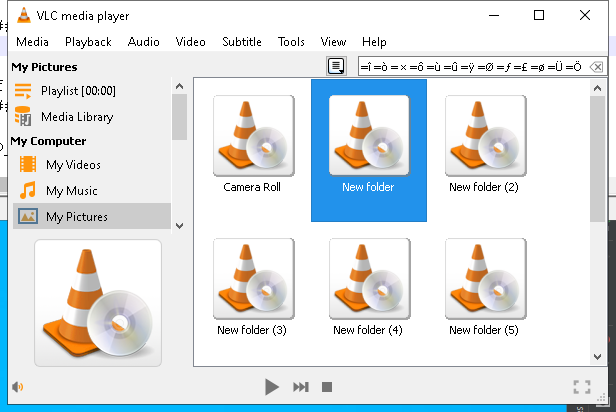 VLC media player
Media Playback Audio Video Subtitle Tools View Help
My Pictures
=î =ò = × =ô =ù =û =ÿ =Ø =ƒ =£ =ø =Ü =Ö
Playlist [00:00]
Media Library
My Computer
My Videos
My Music
My Pictures
Camera Roll
New folder
New folder (2)
New folder (3)
New folder (4)
New folder (5)